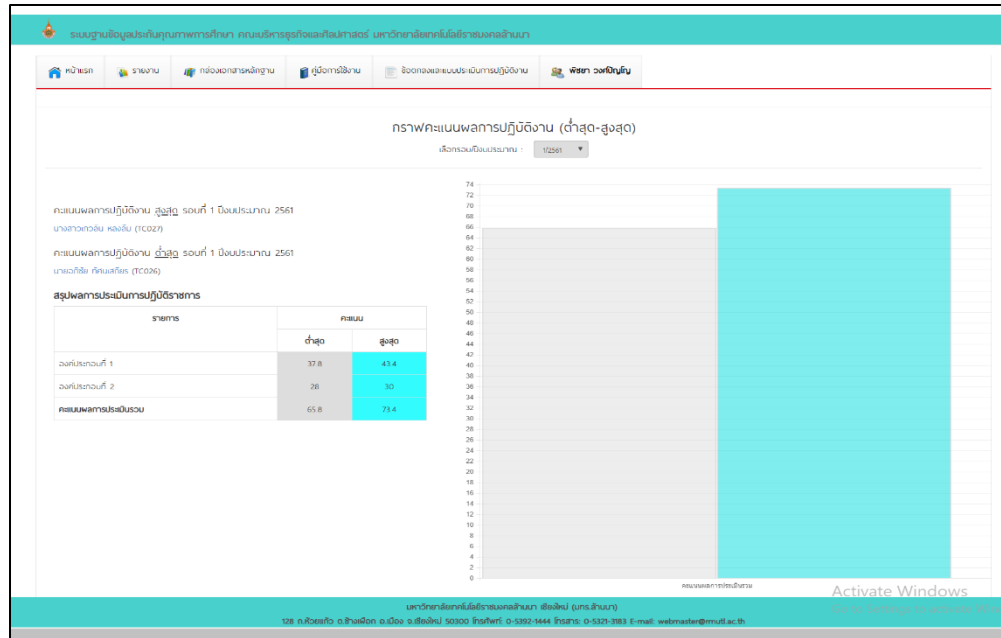 ระบบฐานข้อมูลประกันคุณภาพการศึกษา คณะบริหารธุรกิจและศิลปศาสตร์ มหาวิทยาลัยเทคโนโลยีราชมงคลล้านนา
หน้าแรก รายงาน กล่องเอกสารหลักฐาน คู่มือการใช้งาน ข้อตกลงและแบบประเมินการปฏิบัติงาน พิชยา วงศ์ปัญโญ
กราฟคะแนนผลการปฏิบัติงาน (ต่ำสุด-สูงสุด)
เลือกรอบ/ปีงบประมาณ : 1/2561
คะแนนผลการปฏิบัติงาน สูงสุด รอบที่ 1 ปีงบประมาณ 2561
(TC027)
คะแนนผลการปฏิบัติงาน ต่ำสุด รอบที่ 1 ปีงบประมาณ 2561
(TC026)
สรุปผลการประเมินการปฏิบัติราชการ
รายการ คะแนน
ต่ำสุด สูงสุด
องค์ประกอบที่ 1 37.8 43.4
องค์ประกอบที่ 2 28 30
คะแนนผลการประเมินรวม 65.8 73.4
74
72
70
68
66
64
62
60
58
56
54
52
50
48
46
44
42
40
38
36
34
32
30
28
26
24
22
20
18
16
14
12
10
8
6
4
2
0
คะแนนผลการประเมินรวม
Activate Windows
มหาวิทยาลัยเทคโนโลยีราชมงคลล้านนา เชียงใหม่ (มทร.ล้านนา)
128 ถ.ห้วยแก้ว ต.ช้างเผือก อ.เมือง จ.เชียงใหม่ 50300 โทรศัพท์: 0-5392-1444 โทรสาร: 0-5321-3183 E-mail: webmaster@rmutl.ac.th